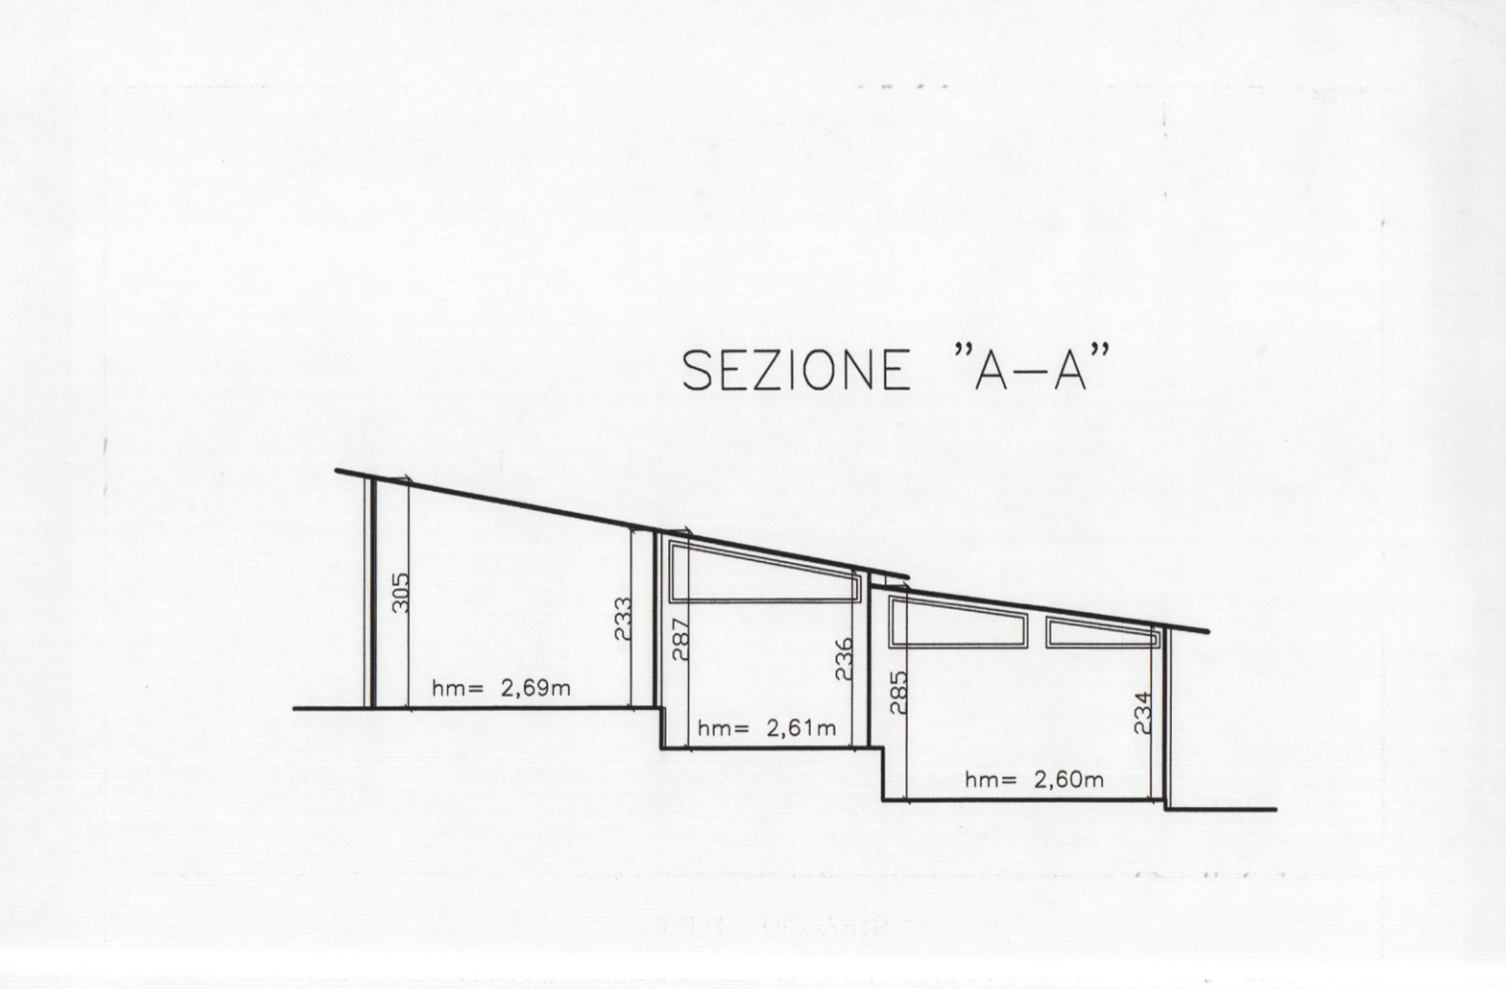 SEZIONE "A-A"
305
233
287
236
285
234
hm= 2,69m
hm= 2,61m
hm= 2,60m